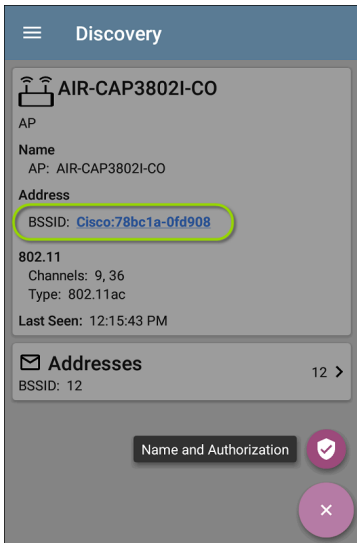 Discovery
AIR-CAP3802I-CO
AP
Name
AP: AIR-CAP3802I-CO
Address
BSSID: Cisco:78bc1a-0fd908
802.11
Channels: 9, 36
Type: 802.11ac
Last Seen: 12:15:43 PM
Addresses
12
BSSID: 12
Name and Authorization